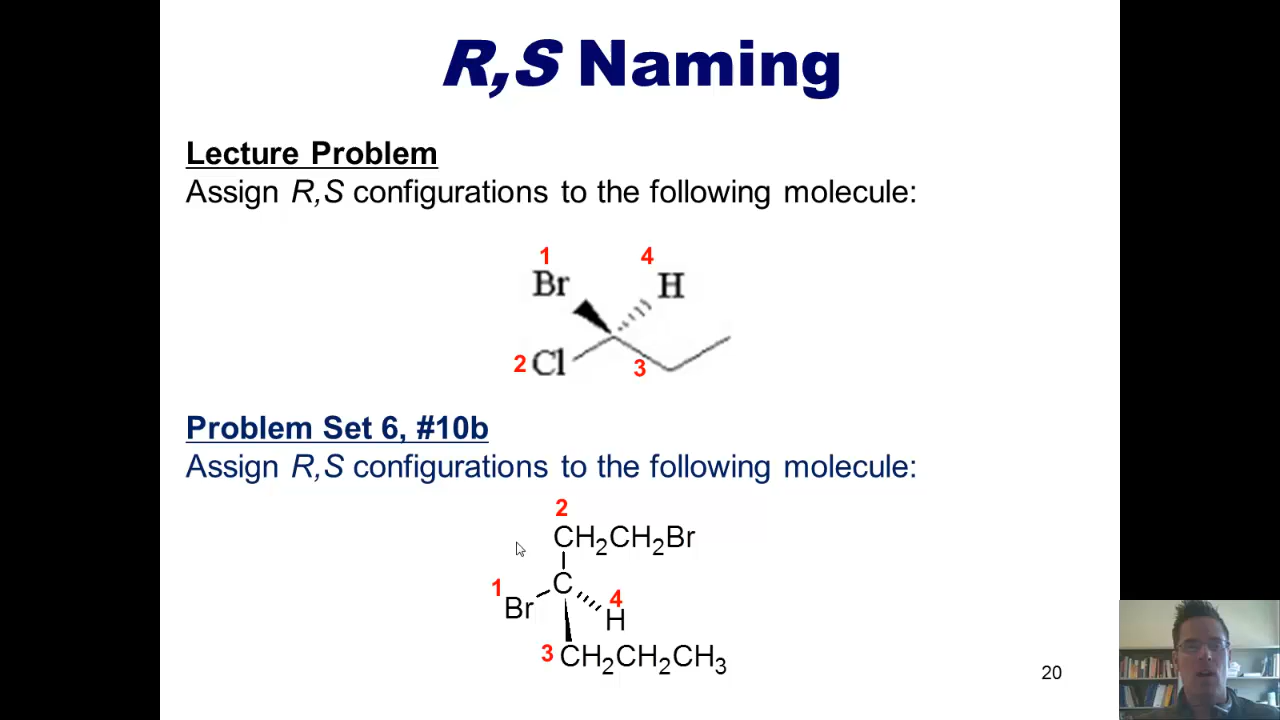 R,S Naming
Lecture Problem
Assign R,S configurations to the following molecule:
1 4
Br H
2 Cl 3
Problem Set 6, #10b
Assign R,S configurations to the following molecule:
2
CH₂CH₂Br
1 C
Br 4
H
3 CH₂CH₂CH₃
20